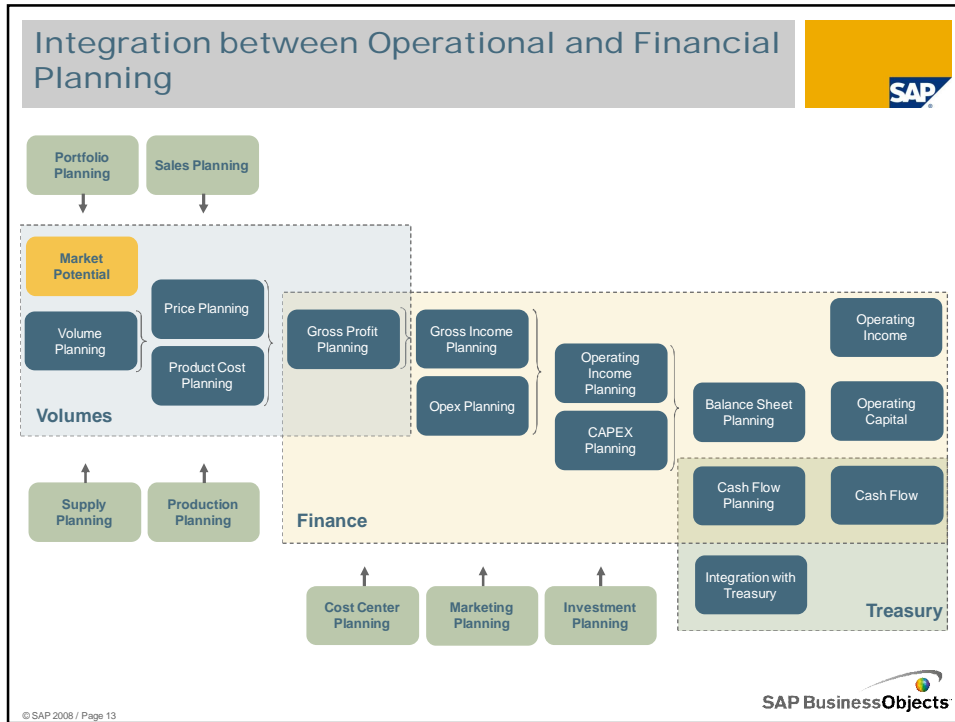 Integration between Operational and Financial
Planning
SAP
Portfolio
Planning
Sales Planning
Market
Potential
Volume
Planning
Price Planning
Product Cost
Planning
Volumes
Gross Profit
Planning
Gross Income
Planning
Opex Planning
Operating
Income
Planning
CAPEX
Planning
Balance Sheet
Planning
Operating
Income
Operating
Capital
Cash Flow
Planning
Cash Flow
Finance
Integration with
Treasury
Treasury
Supply
Planning
Production
Planning
Cost Center
Planning
Marketing
Planning
Investment
Planning
SAP BusinessObjects
© SAP 2008 / Page 13